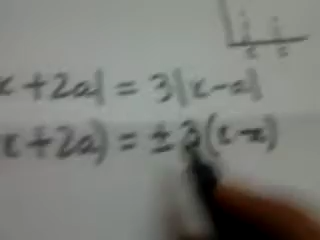 x+2a| = 3|x-a|
x+2a) = ±3(x-x)